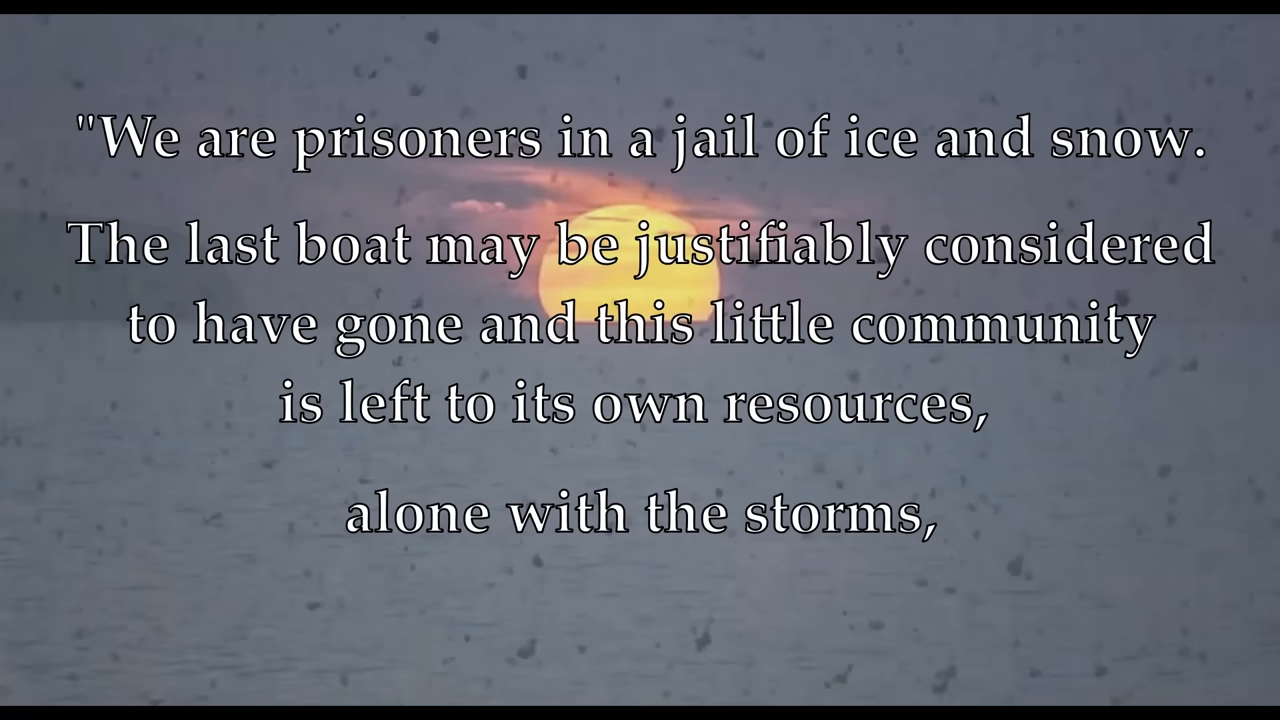 "We are prisoners in a jail of ice and snow.
The last boat may be justifiably considered
to have gone and this little community
is left to its own resources,
alone with the storms,